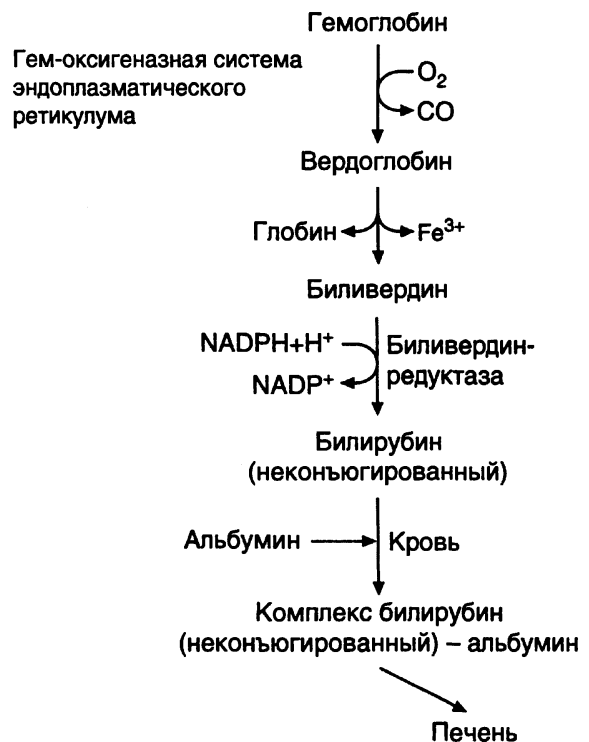 Гемоглобин
Гем-оксигеназная система
эндоплазматического
ретикулума
O₂
CO
Вердоглобин
Глобин
Fe³⁺
Биливердин
NADPH+H⁺
NADP⁺
Биливердин-
редуктаза
Билирубин
(неконъюгированный)
Альбумин
Кровь
Комплекс билирубин
(неконъюгированный) – альбумин
Печень